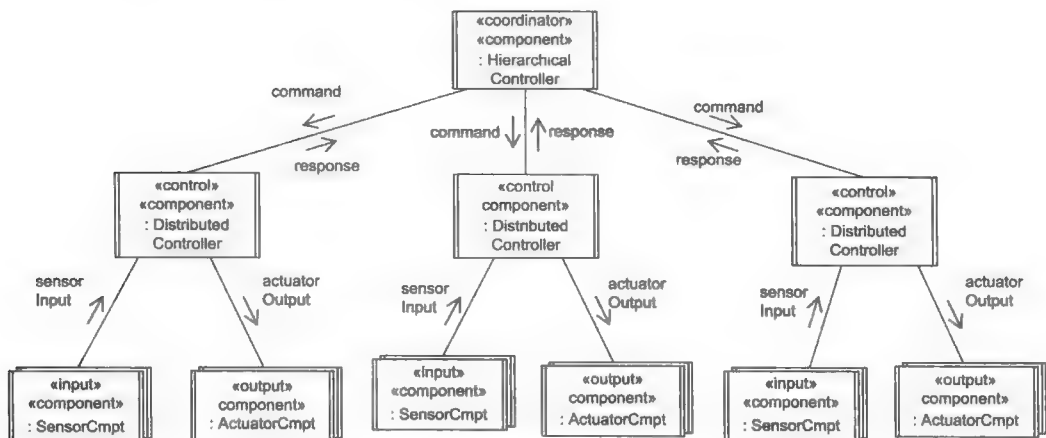 «coordinator»
«component»
: Hierarchical
Controller
command
response
command
response
command
response
«control»
«component»
: Distributed
Controller
«control
component»
: Distributed
Controller
«control»
«component»
: Distributed
Controller
sensor
Input
actuator
Output
sensor
Input
actuator
Output
sensor
Input
actuator
Output
«input»
«component»
: SensorCmpt
«output»
component»
: ActuatorCmpt
«input»
«component»
: SensorCmpt
«output»
component»
: ActuatorCmpt
«input»
«component»
: SensorCmpt
«output»
component»
: ActuatorCmpt